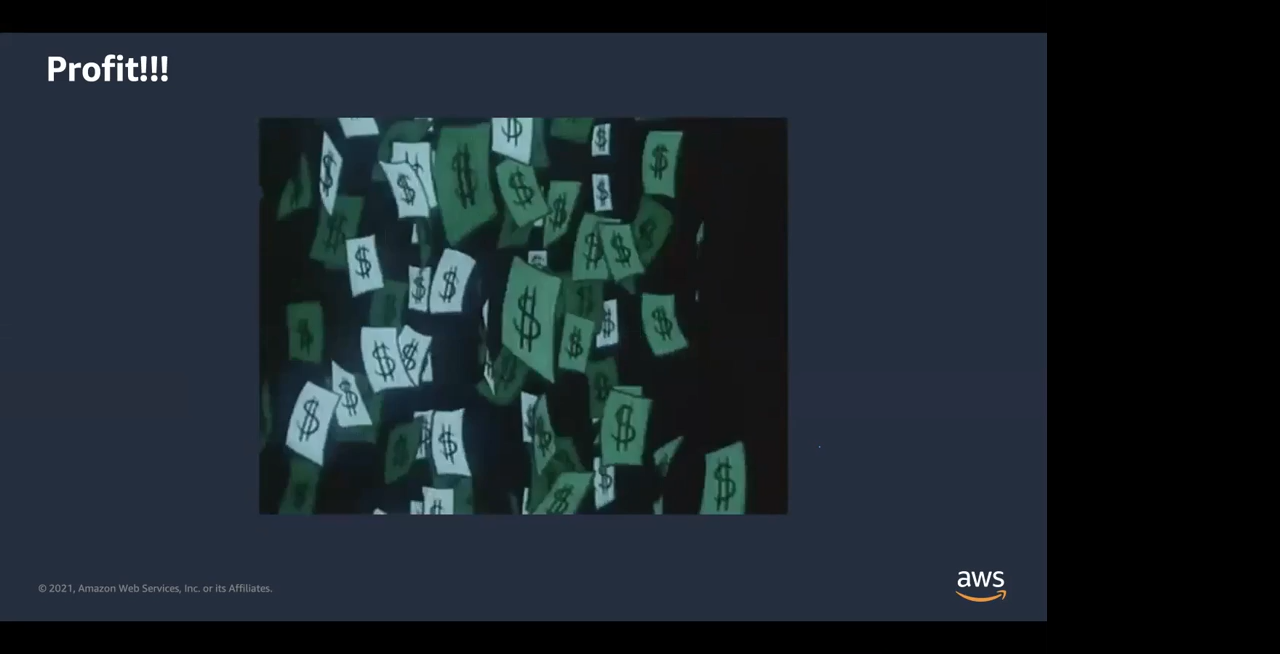 Profit!!!
© 2021, Amazon Web Services, Inc. or its Affiliates.
aws